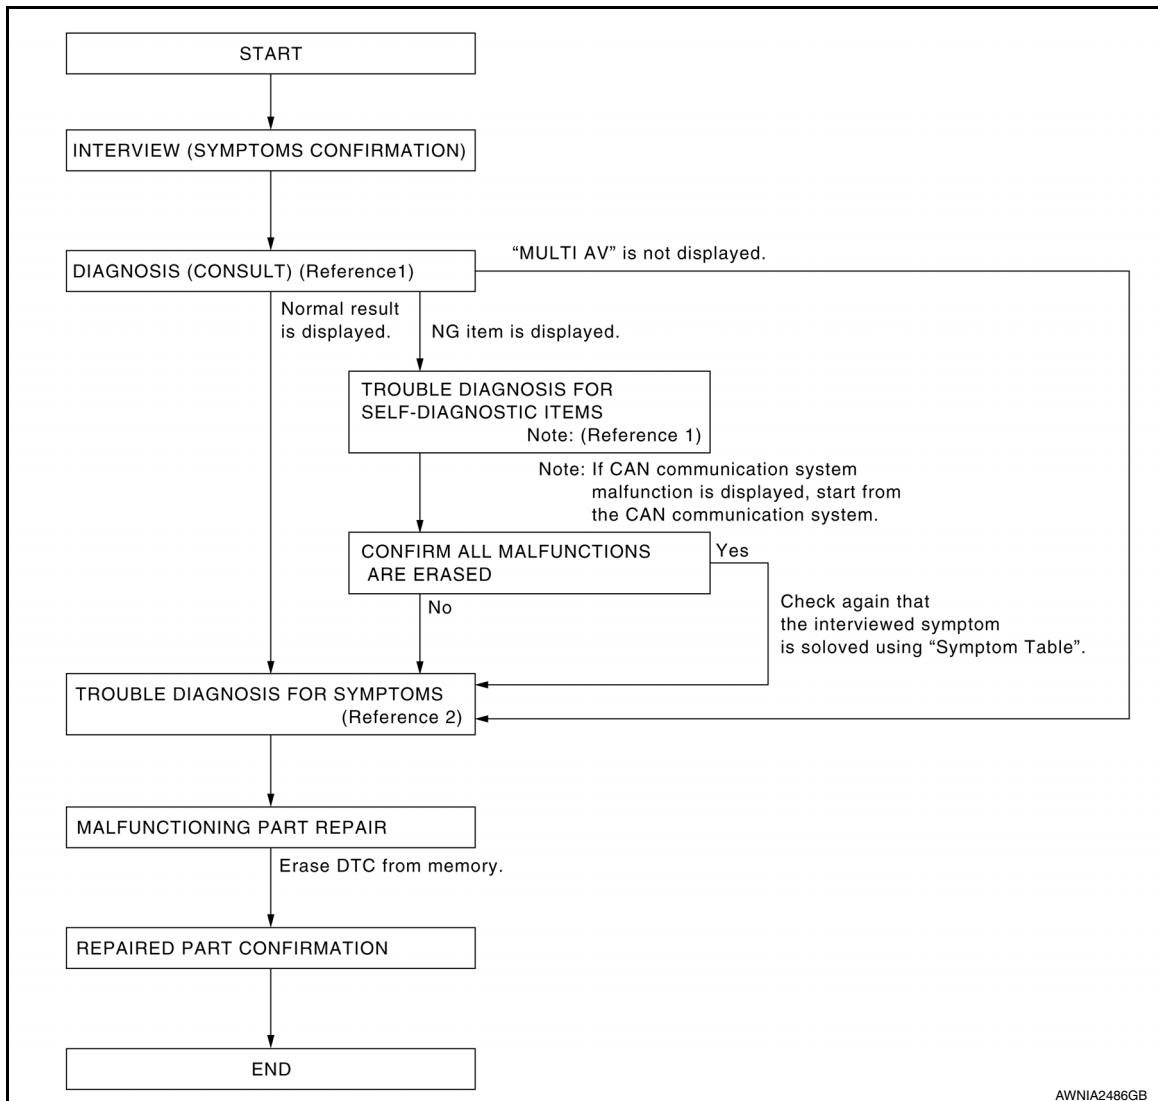 START
INTERVIEW (SYMPTOMS CONFIRMATION)
DIAGNOSIS (CONSULT) (Reference1)
“MULTI AV” is not displayed.
Normal result
is displayed.
NG item is displayed.
TROUBLE DIAGNOSIS FOR
SELF-DIAGNOSTIC ITEMS
Note: (Reference 1)
Note: If CAN communication system
malfunction is displayed, start from
the CAN communication system.
CONFIRM ALL MALFUNCTIONS
ARE ERASED
Yes
No
Check again that
the interviewed symptom
is soloved using “Symptom Table”.
TROUBLE DIAGNOSIS FOR SYMPTOMS
(Reference 2)
MALFUNCTIONING PART REPAIR
Erase DTC from memory.
REPAIRED PART CONFIRMATION
END
AWNIA2486GB